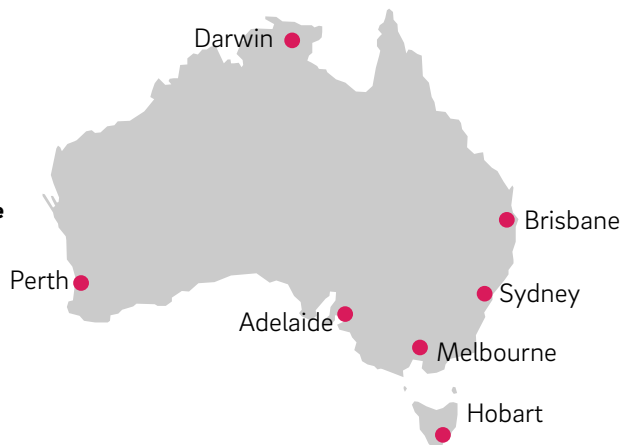 Darwin
e
Brisbane
Perth
Sydney
Adelaide
Melbourne
Hobart